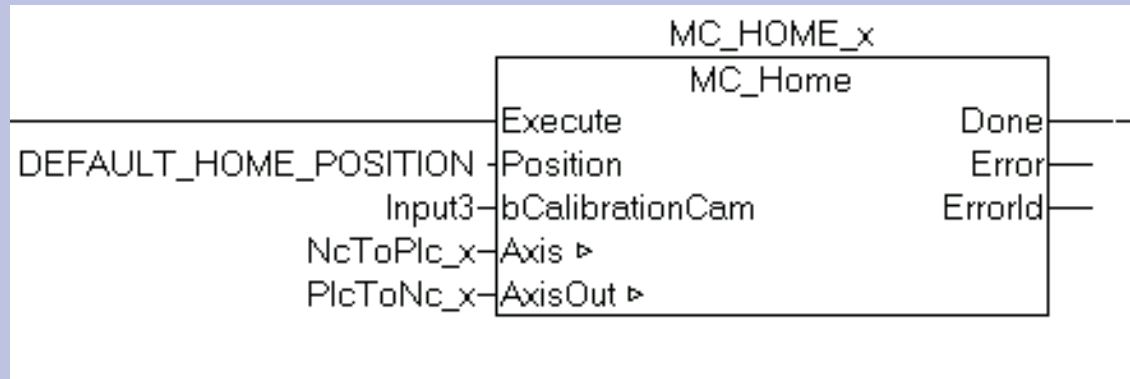 MC_HOME_x
MC_Home
Execute Done
DEFAULT_HOME_POSITION Position Error
Input3 bCalibrationCam ErrorId
NcToPlc_x Axis
PlcToNc_x AxisOut